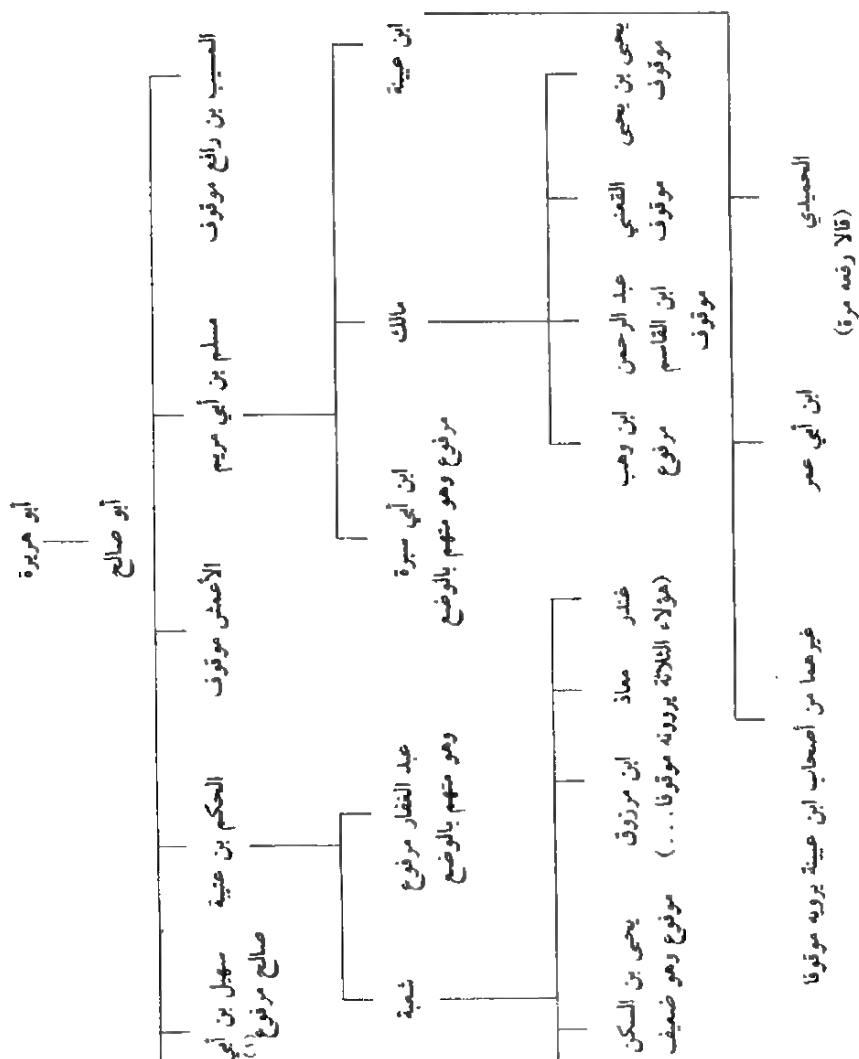 أبو هريرة
أبو صالح
المسيب بن رافع موقوف
مسلم بن أبي مريم
الأعمش موقوف
الحكم بن عتيبة
سهيل بن أبي
صالح مرفوع (١)
ابن عيينة
مالك
ابن أبي سبرة
مرفوع وهو متهم بالوضع
عبد الغفار مرفوع
وهو متهم بالوضع
شعبة
يحيى بن يحيى
موقوف
القعنبي
موقوف
عبد الرحمن
ابن القاسم
موقوف
ابن وهب
مرفوع
غندر
معاذ
ابن مرزوق
(هؤلاء الثلاثة يروونه موقوفا...)
يحيى بن السكن
مرفوع وهو ضعيف
الحميدي
ابن أبي عمر
(قالا رفعه مرة)
غيرهما من أصحاب ابن عيينة يرويه موقوفا